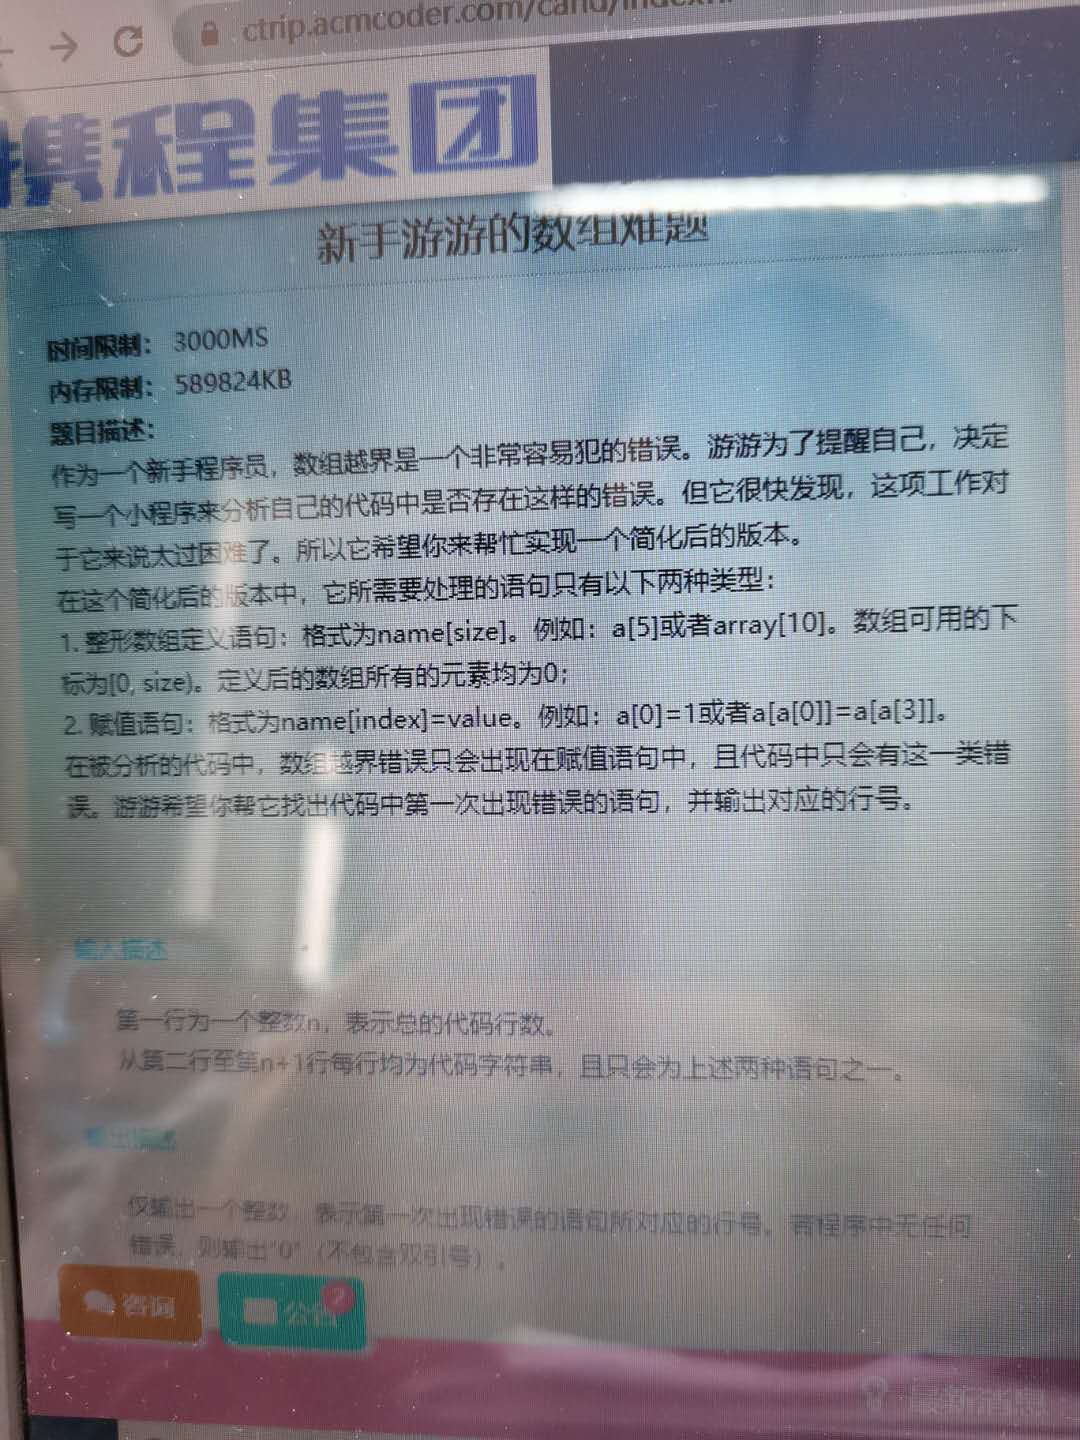 ctrip.acmcoder.com/cand/index
携程集团
新手游游的数组难题
时间限制： 3000MS
内存限制： 589824KB
题目描述：
作为一个新手程序员，数组越界是一个非常容易犯的错误。游游为了提醒自己，决定
写一个小程序来分析自己的代码中是否存在这样的错误。但它很快发现，这项工作对
于它来说太过困难了。所以它希望你来帮忙实现一个简化后的版本。
在这个简化后的版本中，它所需要处理的语句只有以下两种类型：
1. 整形数组定义语句：格式为name[size]。例如：a[5]或者array[10]。数组可用的下
标为[0, size)。定义后的数组所有的元素均为0；
2. 赋值语句：格式为name[index]=value。例如：a[0]=1或者a[a[0]]=a[a[3]]。
在被分析的代码中，数组越界错误只会出现在赋值语句中，且代码中只会有这一类错
误。游游希望你帮它找出代码中第一次出现错误的语句，并输出对应的行号。
输入描述
第一行为一个整数n，表示总的代码行数。
从第二行至第n+1行每行均为代码字符串，且只会为上述两种语句之一。
输出描述
仅输出一个整数，表示第一次出现错误的语句所对应的行号。若程序中无任何
错误，则输出"0"（不包含双引号）。
咨询
公告
2
最新消息